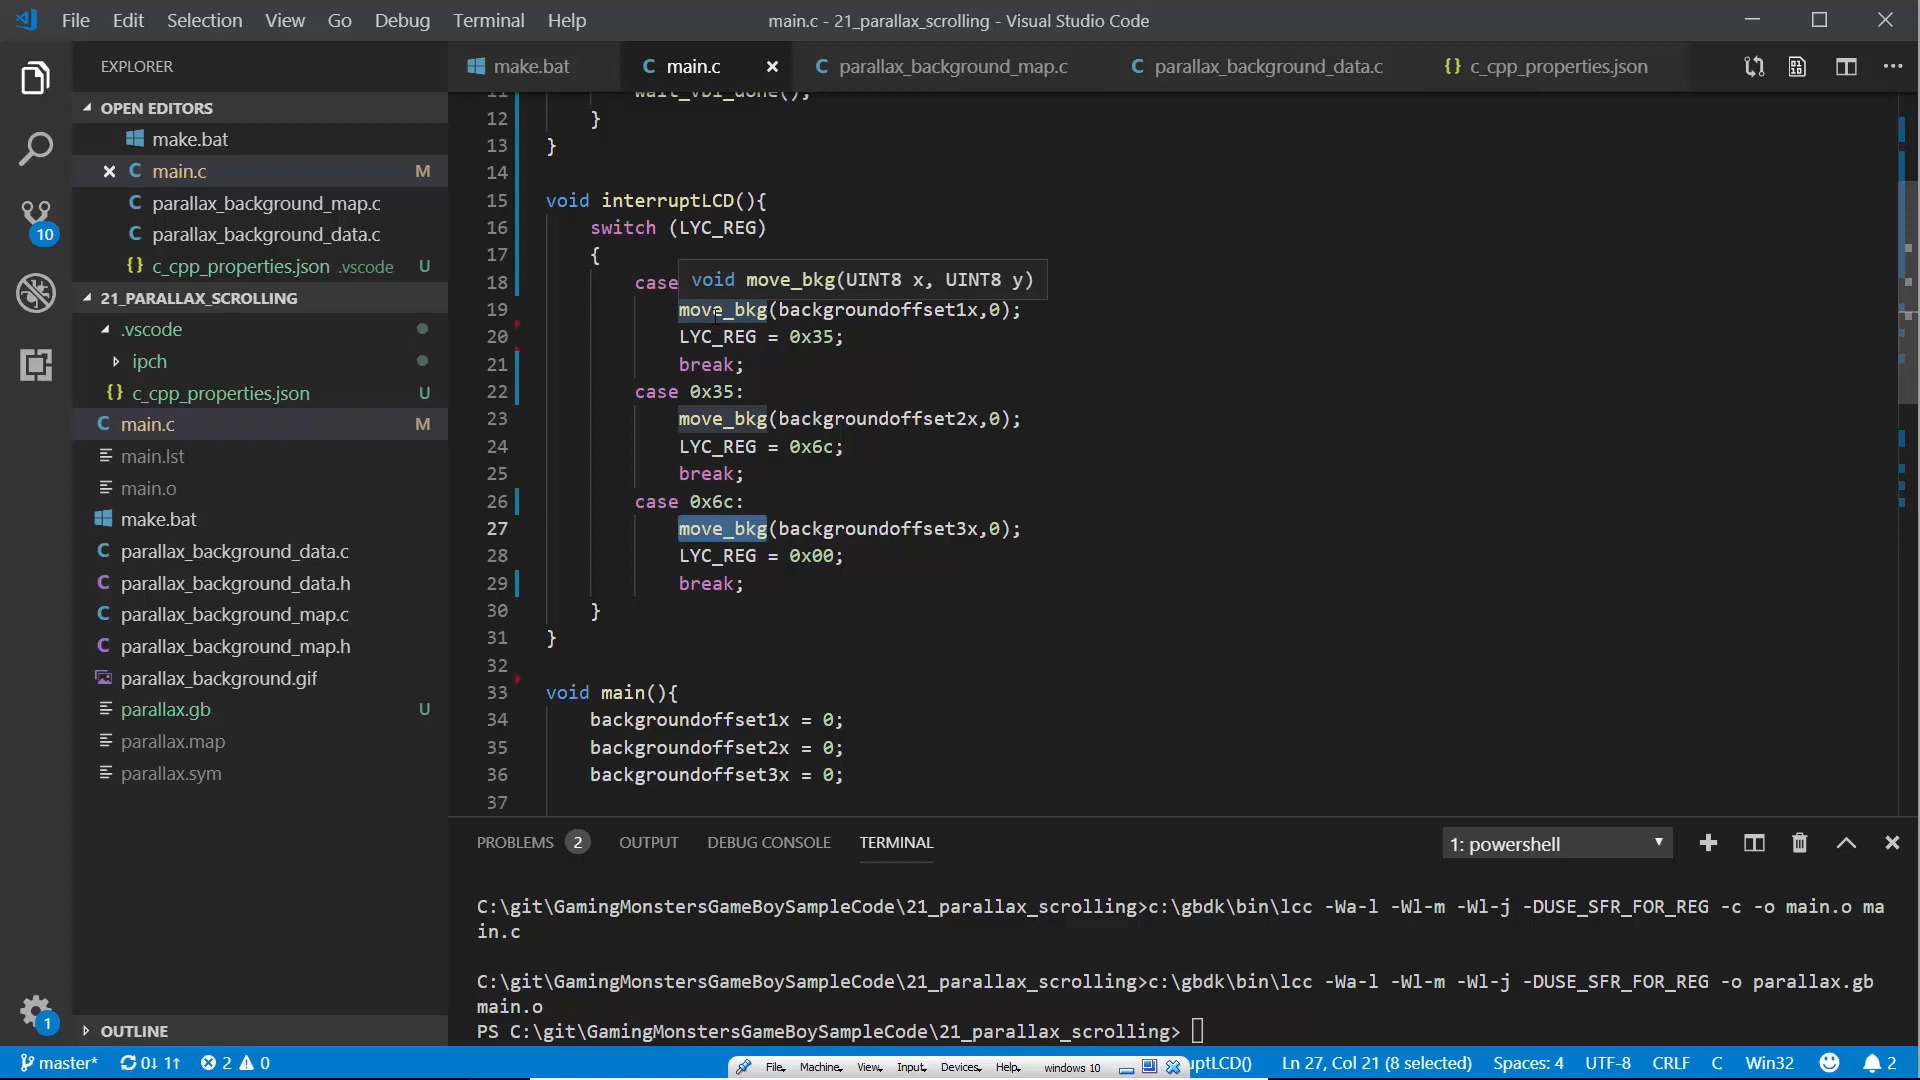 File Edit Selection View Go Debug Terminal Help
main.c - 21_parallax_scrolling - Visual Studio Code
EXPLORER
OPEN EDITORS
make.bat
main.c M
parallax_background_map.c
parallax_background_data.c
{} c_cpp_properties.json .vscode U
21_PARALLAX_SCROLLING
.vscode
ipch
{} c_cpp_properties.json U
C main.c M
main.lst
main.o
make.bat
C parallax_background_data.c
C parallax_background_data.h
C parallax_background_map.c
C parallax_background_map.h
parallax_background.gif
parallax.gb U
parallax.map
parallax.sym
OUTLINE
10
1
make.bat
C main.c
C parallax_background_map.c
C parallax_background_data.c
{} c_cpp_properties.json
11 wait_vbl_done();
12 }
13 }
14
15 void interruptLCD(){
16 switch (LYC_REG)
17 {
18 case
void move_bkg(UINT8 x, UINT8 y)
19 move_bkg(backgroundoffset1x,0);
20 LYC_REG = 0x35;
21 break;
22 case 0x35:
23 move_bkg(backgroundoffset2x,0);
24 LYC_REG = 0x6c;
25 break;
26 case 0x6c:
27 move_bkg(backgroundoffset3x,0);
28 LYC_REG = 0x00;
29 break;
30 }
31 }
32
33 void main(){
34 backgroundoffset1x = 0;
35 backgroundoffset2x = 0;
36 backgroundoffset3x = 0;
37
PROBLEMS 2 OUTPUT DEBUG CONSOLE TERMINAL
1: powershell
C:\git\GamingMonstersGameBoySampleCode\21_parallax_scrolling>c:\gbdk\bin\lcc -Wa-l -Wl-m -Wl-j -DUSE_SFR_FOR_REG -c -o main.o ma
in.c
C:\git\GamingMonstersGameBoySampleCode\21_parallax_scrolling>c:\gbdk\bin\lcc -Wa-l -Wl-m -Wl-j -DUSE_SFR_FOR_REG -o parallax.gb
main.o
PS C:\git\GamingMonstersGameBoySampleCode\21_parallax_scrolling>
master* 0↓ 1↑ 2 0
File Machine View Input Devices Help windows 10
uptLCD() Ln 27, Col 21 (8 selected) Spaces: 4 UTF-8 CRLF C Win32 2